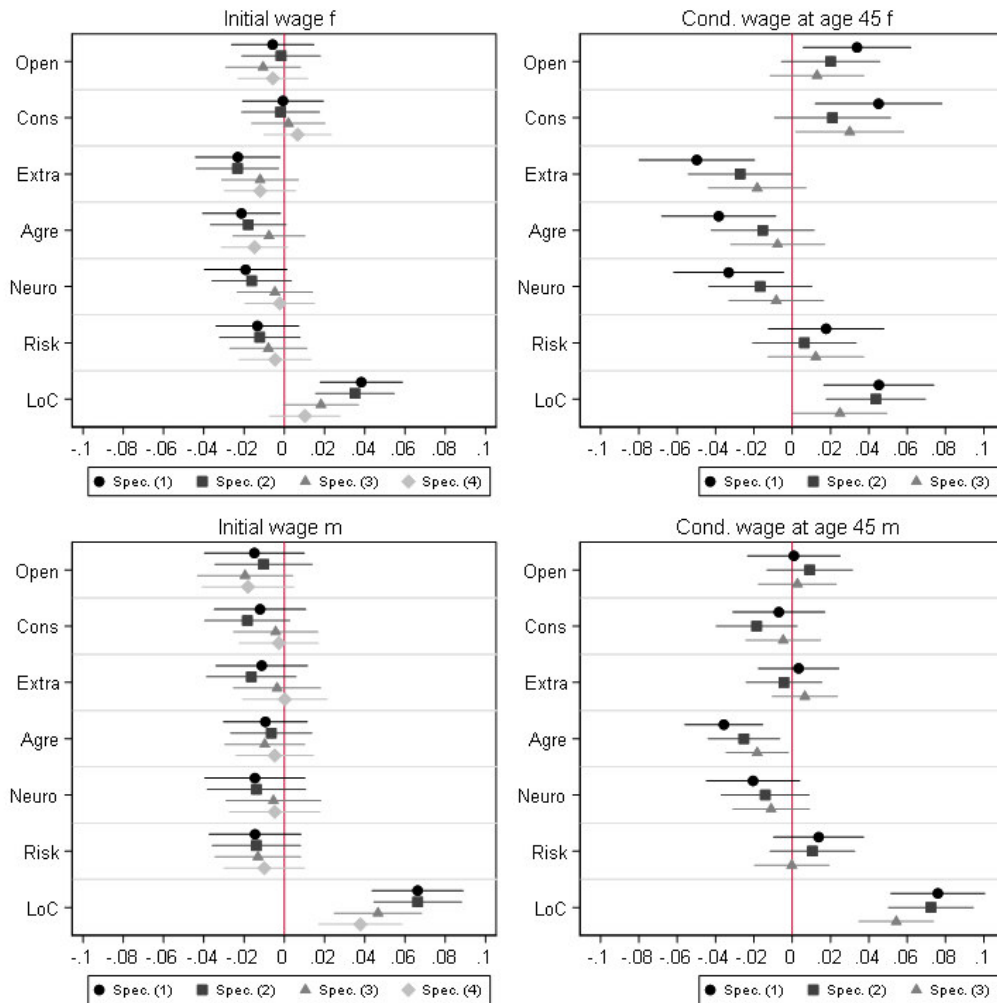 Initial wage f
Open
Cons
Extra
Agre
Neuro
Risk
LoC
-.1 -.08 -.06 -.04 -.02 0 .02 .04 .06 .08 .1
Spec. (1) Spec. (2) Spec. (3) Spec. (4)
Cond. wage at age 45 f
Open
Cons
Extra
Agre
Neuro
Risk
LoC
-.1 -.08 -.06 -.04 -.02 0 .02 .04 .06 .08 .1
Spec. (1) Spec. (2) Spec. (3)
Initial wage m
Open
Cons
Extra
Agre
Neuro
Risk
LoC
-.1 -.08 -.06 -.04 -.02 0 .02 .04 .06 .08 .1
Spec. (1) Spec. (2) Spec. (3) Spec. (4)
Cond. wage at age 45 m
Open
Cons
Extra
Agre
Neuro
Risk
LoC
-.1 -.08 -.06 -.04 -.02 0 .02 .04 .06 .08 .1
Spec. (1) Spec. (2) Spec. (3)